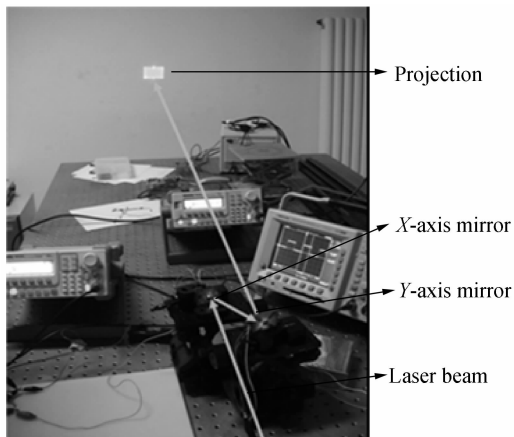 Projection
X-axis mirror
Y-axis mirror
Laser beam